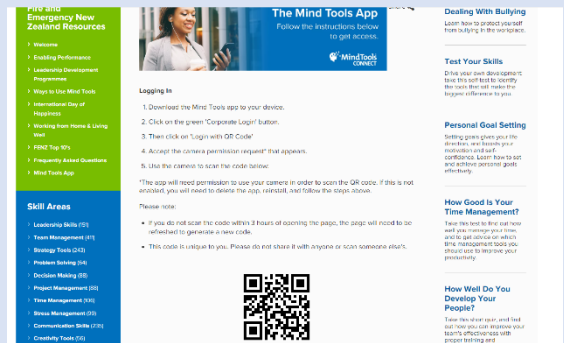 Fire and
Emergency New
Zealand Resources
Welcome
Enabling Performance
Leadership Development
Programmes
Ways to Use Mind Tools
International Day of
Happiness
Working from Home & Living
Well
FENZ Top 10's
Frequently Asked Questions
Mind Tools App
Skill Areas
Leadership Skills (151)
Team Management (411)
Strategy Tools (243)
Problem Solving (64)
Decision Making (88)
Project Management (88)
Time Management (106)
Stress Management (99)
Communication Skills (235)
Creativity Tools (56)
The Mind Tools App
Follow the instructions below
to get access.
MindTools
CONNECT
Share
Logging In
1. Download the Mind Tools app to your device.
2. Click on the green 'Corporate Login' button.
3. Then click on 'Login with QR Code'
4. Accept the camera permission request* that appears.
5. Use the camera to scan the code below:
*The app will need permission to use your camera in order to scan the QR code. If this is not
enabled, you will need to delete the app, reinstall, and follow the steps above.
Please note:
If you do not scan the code within 3 hours of opening the page, the page will need to be
refreshed to generate a new code.
This code is unique to you. Please do not share it with anyone or scan someone else's.
Dealing With Bullying
Learn how to protect yourself
from bullying in the workplace.
Test Your Skills
Drive your own development:
take this self-test to identify
the tools that will make the
biggest difference to you.
Personal Goal Setting
Setting goals gives your life
direction, and boosts your
motivation and self-
confidence. Learn how to set
and achieve personal goals
effectively.
How Good Is Your
Time Management?
Take this test to find out how
well you manage your time,
and to get advice on which
time management tools you
should use to improve your
productivity.
How Well Do You
Develop Your
People?
Take this short quiz, and find
out how you can improve your
team's effectiveness with
proper training and